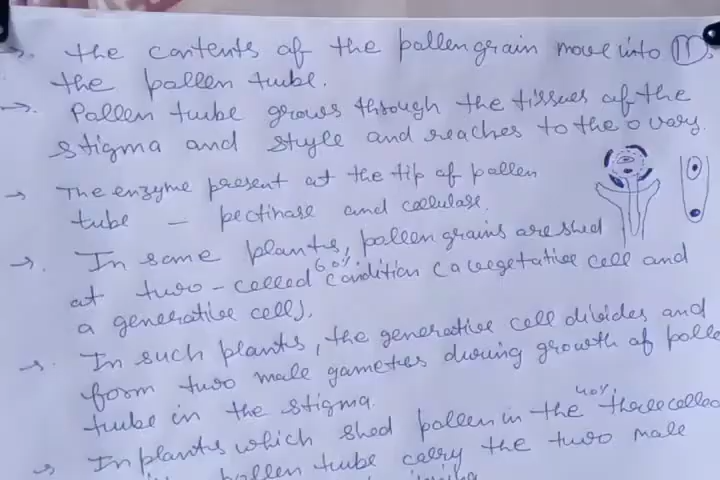 →. the contents of the pollen grain move into 11
the pollen tube.
→. Pollen tube grows through the tissues of the
stigma and style and reaches to the ovary.
→ The enzyme present at the tip of pollen
tube – pectinase and cellulase.
→. In some plants, pollen grains are shed
60%
at two-celled condition (a vegetative cell and
a generative cell).
→. In such plants, the generative cell divides and
form two male gametes during growth of polle
tube in the stigma.
40%
→ In plants which shed pollen in the three celled
pollen tube carry the two male